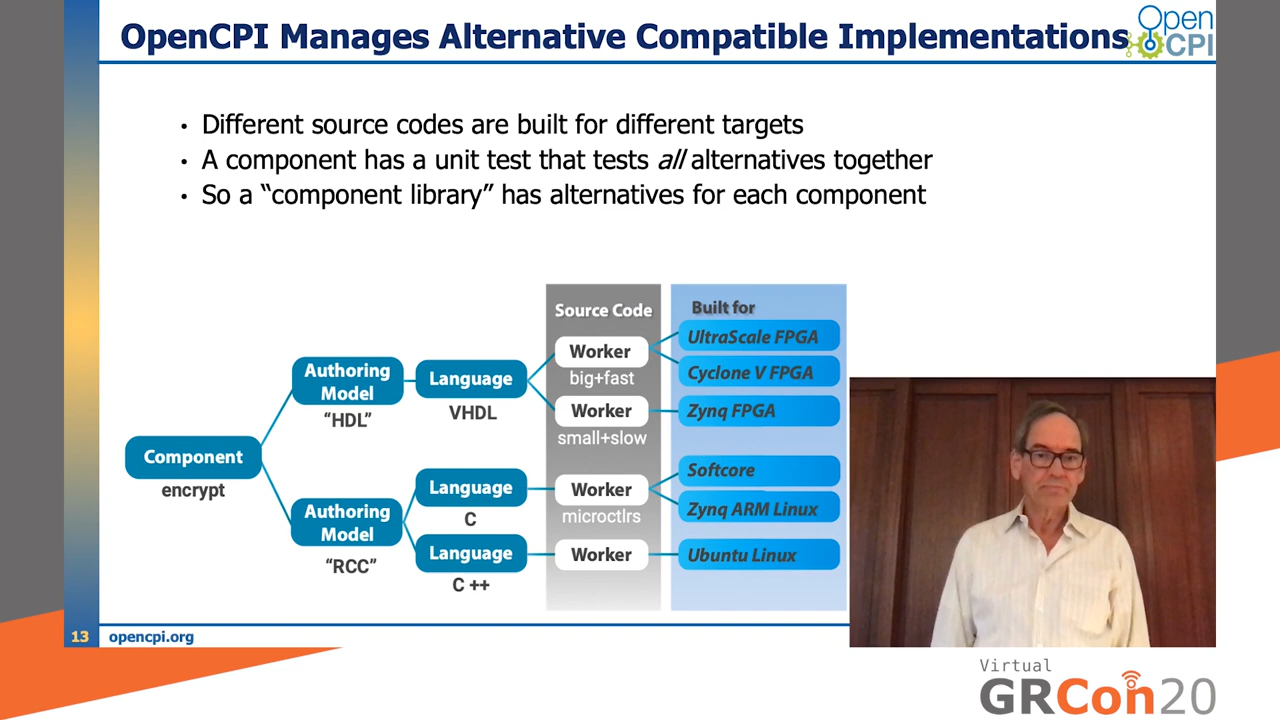 OpenCPI Manages Alternative Compatible Implementations
Open
CPI
• Different source codes are built for different targets
• A component has a unit test that tests all alternatives together
• So a “component library” has alternatives for each component
Source Code
Built for
Component
encrypt
Authoring
Model
“HDL”
Language
VHDL
Worker
big+fast
UltraScale FPGA
Cyclone V FPGA
Worker
small+slow
Zynq FPGA
Authoring
Model
“RCC”
Language
C
Worker
microctlrs
Softcore
Zynq ARM Linux
Language
C ++
Worker
Ubuntu Linux
13
opencpi.org
Virtual
GRCon20